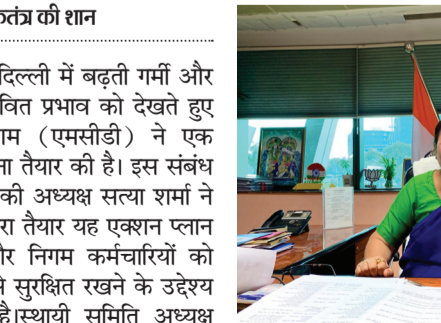 कतंत्र की शान
दिल्ली में बढ़ती गर्मी और
वित प्रभाव को देखते हुए
गम (एमसीडी) ने एक
ना तैयार की है। इस संबंध
की अध्यक्ष सत्या शर्मा ने
रा तैयार यह एक्शन प्लान
और निगम कर्मचारियों को
से सुरक्षित रखने के उद्देश्य
है।स्थायी समिति अध्यक्ष